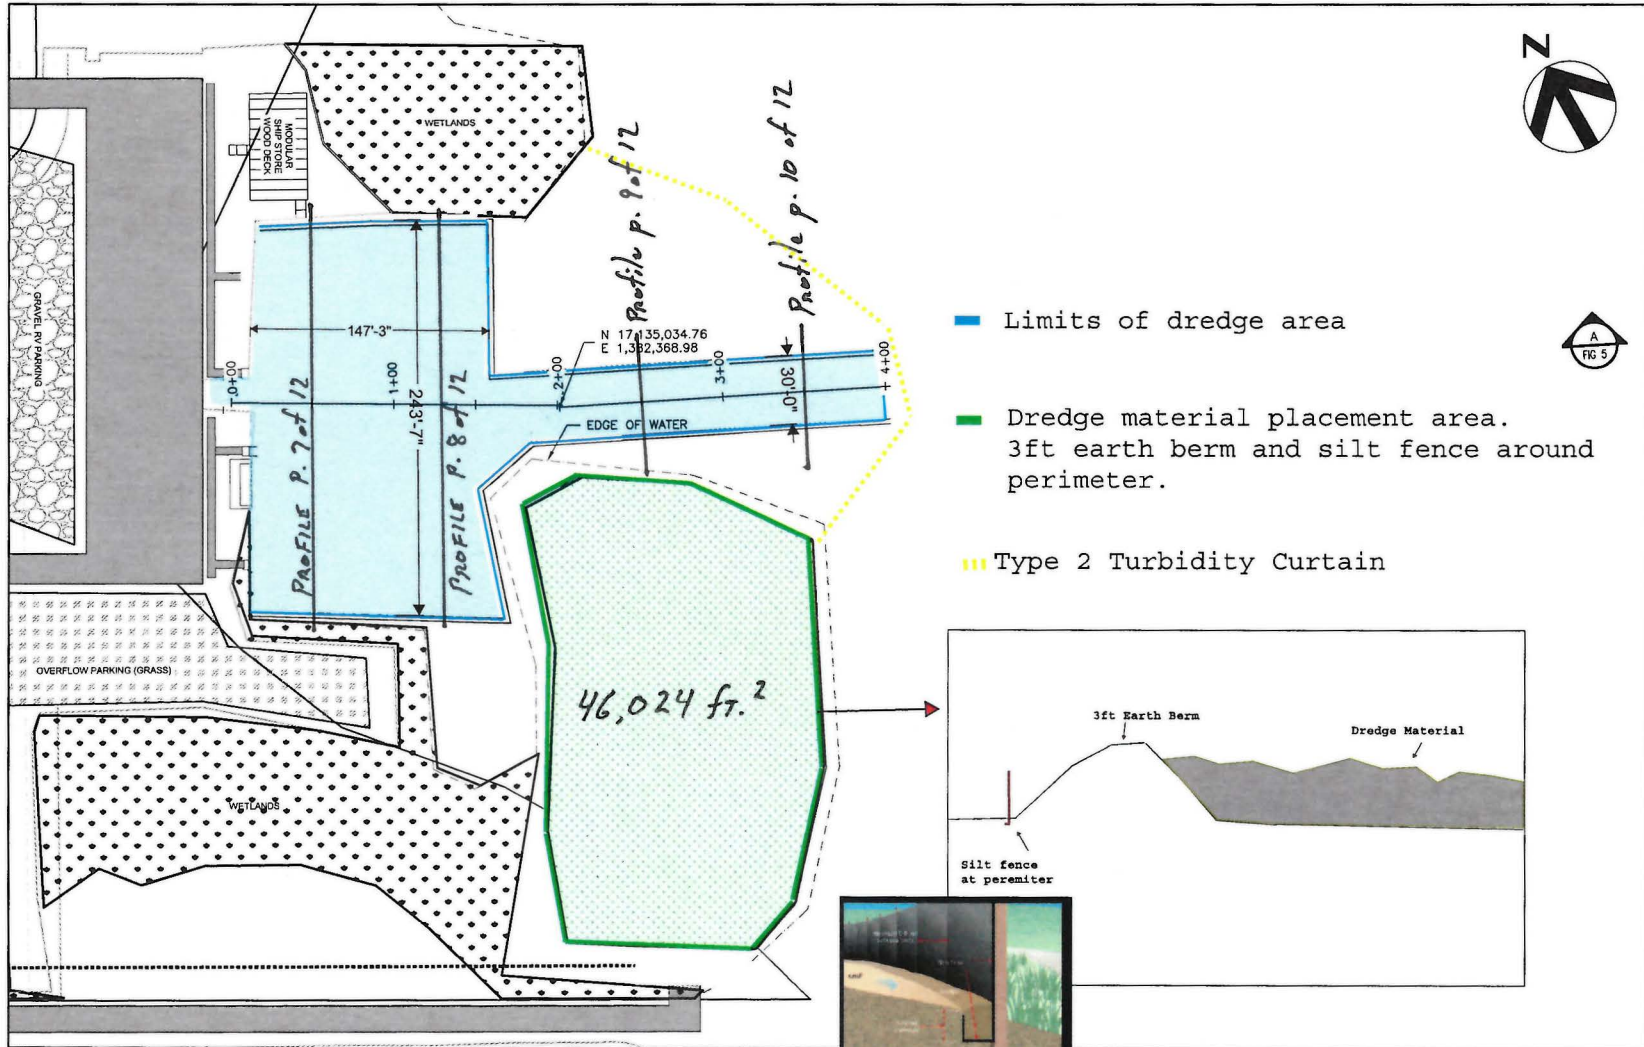 N
WETLANDS
MODULAR
SHIP STORE
WOOD DECK
Profile p. 9 of 12
Profile p. 10 of 12
GRAVEL RV PARKING
147'-3"
N 17,135,034.76
E 1,382,368.98
0+00
1+00
2+00
3+00
4+00
243'-7"
30'-0"
PROFILE P. 7 of 12
PROFILE P. 8 of 12
EDGE OF WATER
Limits of dredge area
A
FIG 5
Dredge material placement area.
3ft earth berm and silt fence around
perimeter.
Type 2 Turbidity Curtain
OVERFLOW PARKING (GRASS)
46,024 ft.²
WETLANDS
3ft Earth Berm
Dredge Material
Silt fence
at peremiter